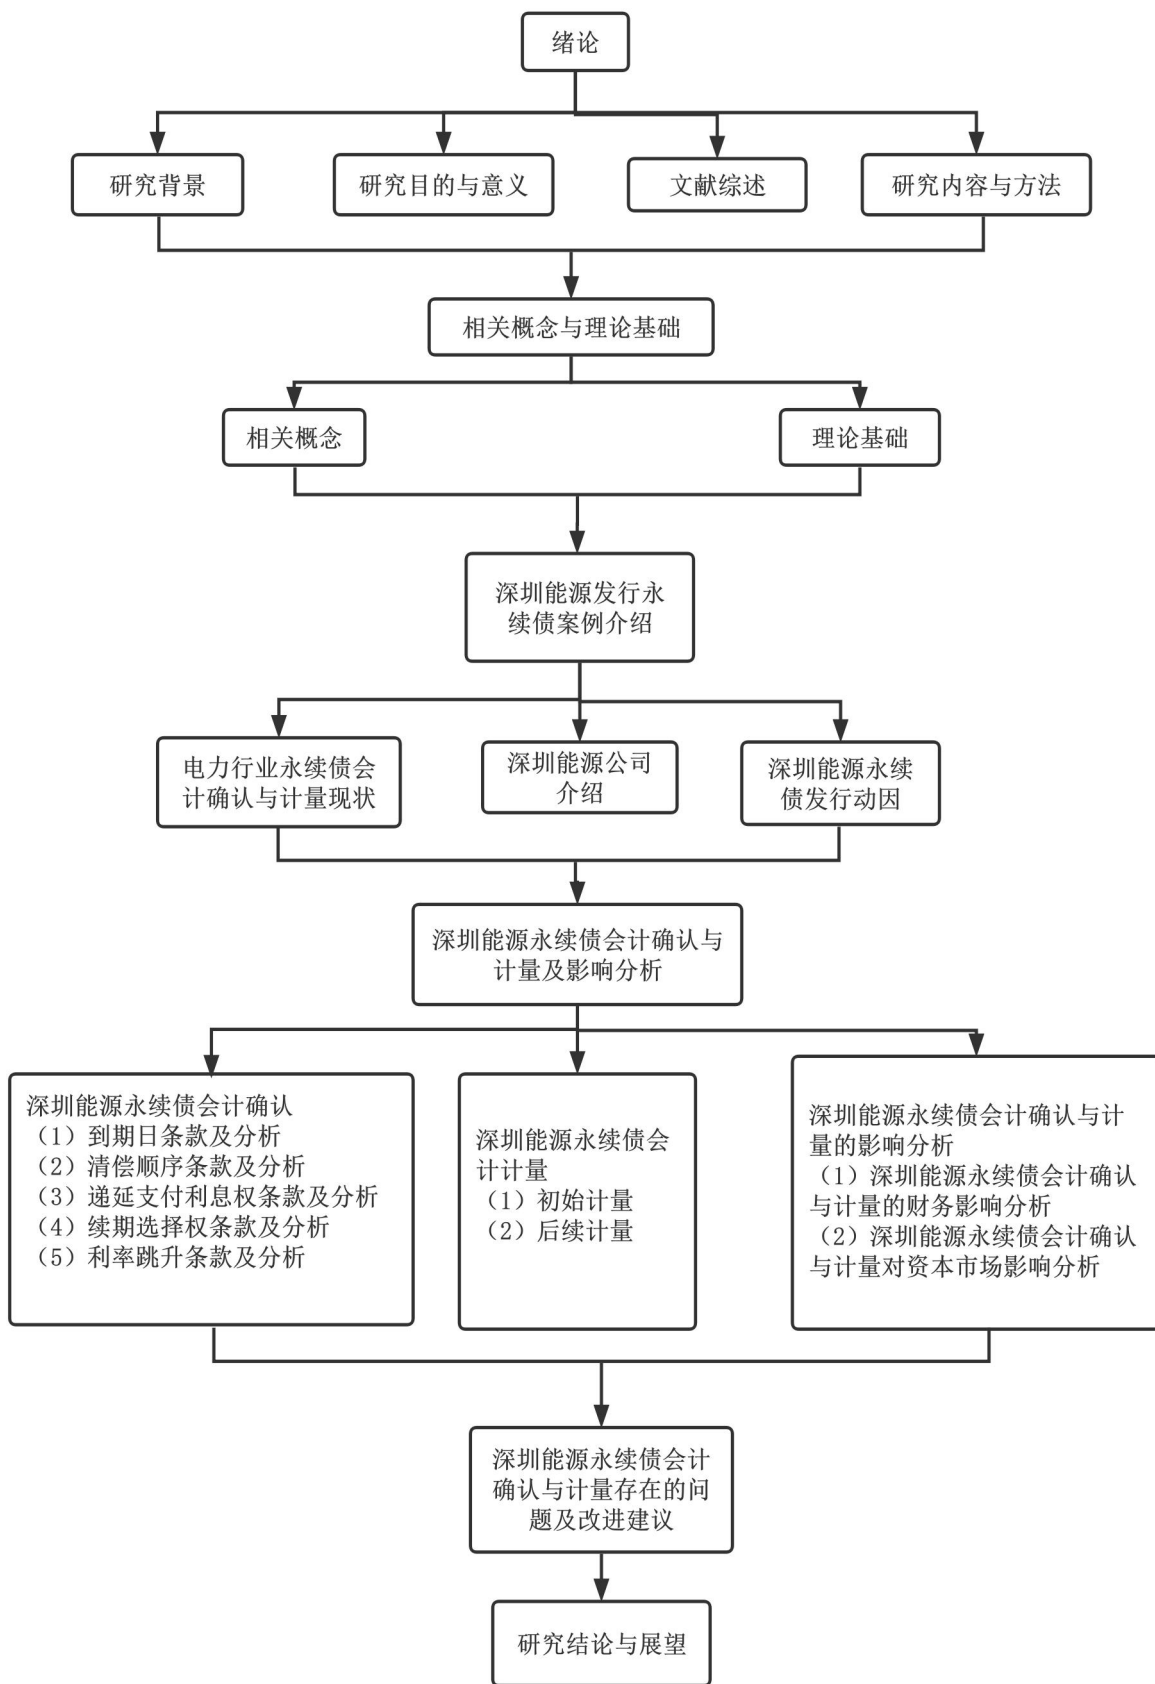 绪论
研究背景
研究目的与意义
文献综述
研究内容与方法
相关概念与理论基础
相关概念
理论基础
深圳能源发行永
续债案例介绍
电力行业永续债会
计确认与计量现状
深圳能源公司
介绍
深圳能源永续
债发行动因
深圳能源永续债会计确认与
计量及影响分析
深圳能源永续债会计确认
（1）到期日条款及分析
（2）清偿顺序条款及分析
（3）递延支付利息权条款及分析
（4）续期选择权条款及分析
（5）利率跳升条款及分析
深圳能源永续债会
计计量
（1）初始计量
（2）后续计量
深圳能源永续债会计确认与计
量的影响分析
（1）深圳能源永续债会计确认
与计量的财务影响分析
（2）深圳能源永续债会计确认
与计量对资本市场影响分析
深圳能源永续债会计
确认与计量存在的问
题及改进建议
研究结论与展望